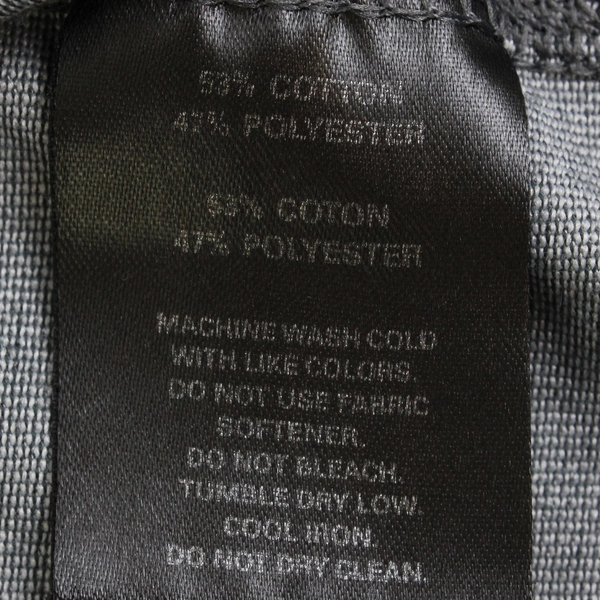 53% COTTON
47% POLYESTER
53% COTON
47% POLYESTER
MACHINE WASH COLD
WITH LIKE COLORS.
DO NOT USE FABRIC
SOFTENER.
DO NOT BLEACH.
TUMBLE DRY LOW.
COOL IRON.
DO NOT DRY CLEAN.